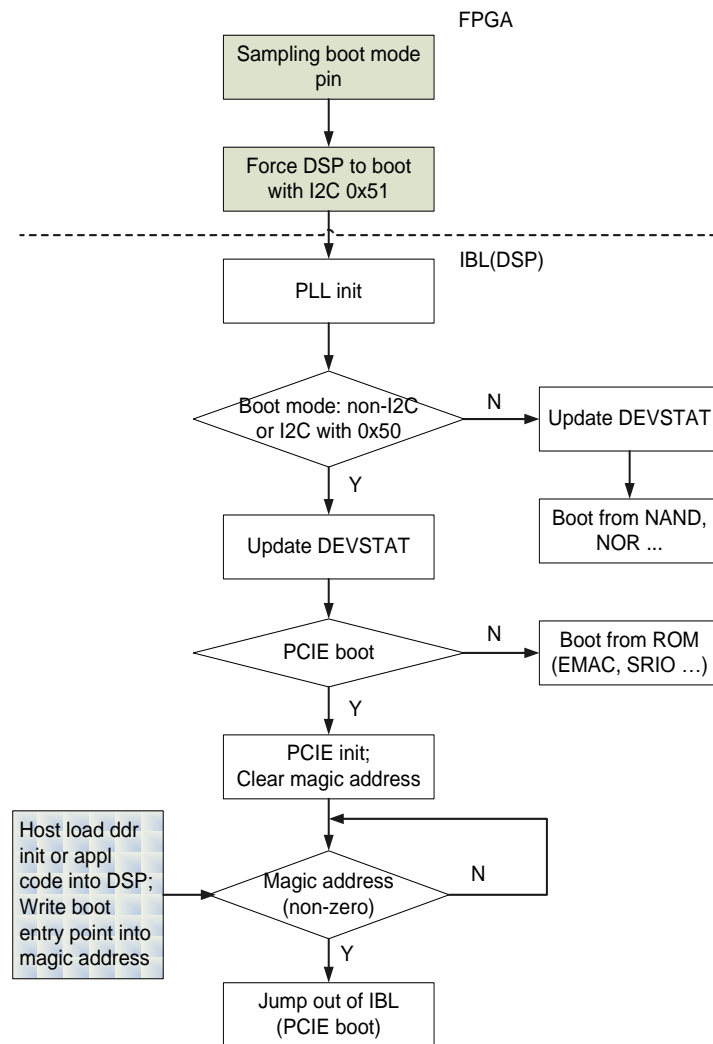 FPGA
Sampling boot mode
pin
Force DSP to boot
with I2C 0x51
IBL(DSP)
PLL init
Boot mode: non-I2C
or I2C with 0x50
N
Update DEVSTAT
Y
Boot from NAND,
NOR ...
Update DEVSTAT
PCIE boot
N
Boot from ROM
(EMAC, SRIO …)
Y
PCIE init;
Clear magic address
Host load ddr
init or appl
code into DSP;
Write boot
entry point into
magic address
Magic address
(non-zero)
N
Y
Jump out of IBL
(PCIE boot)